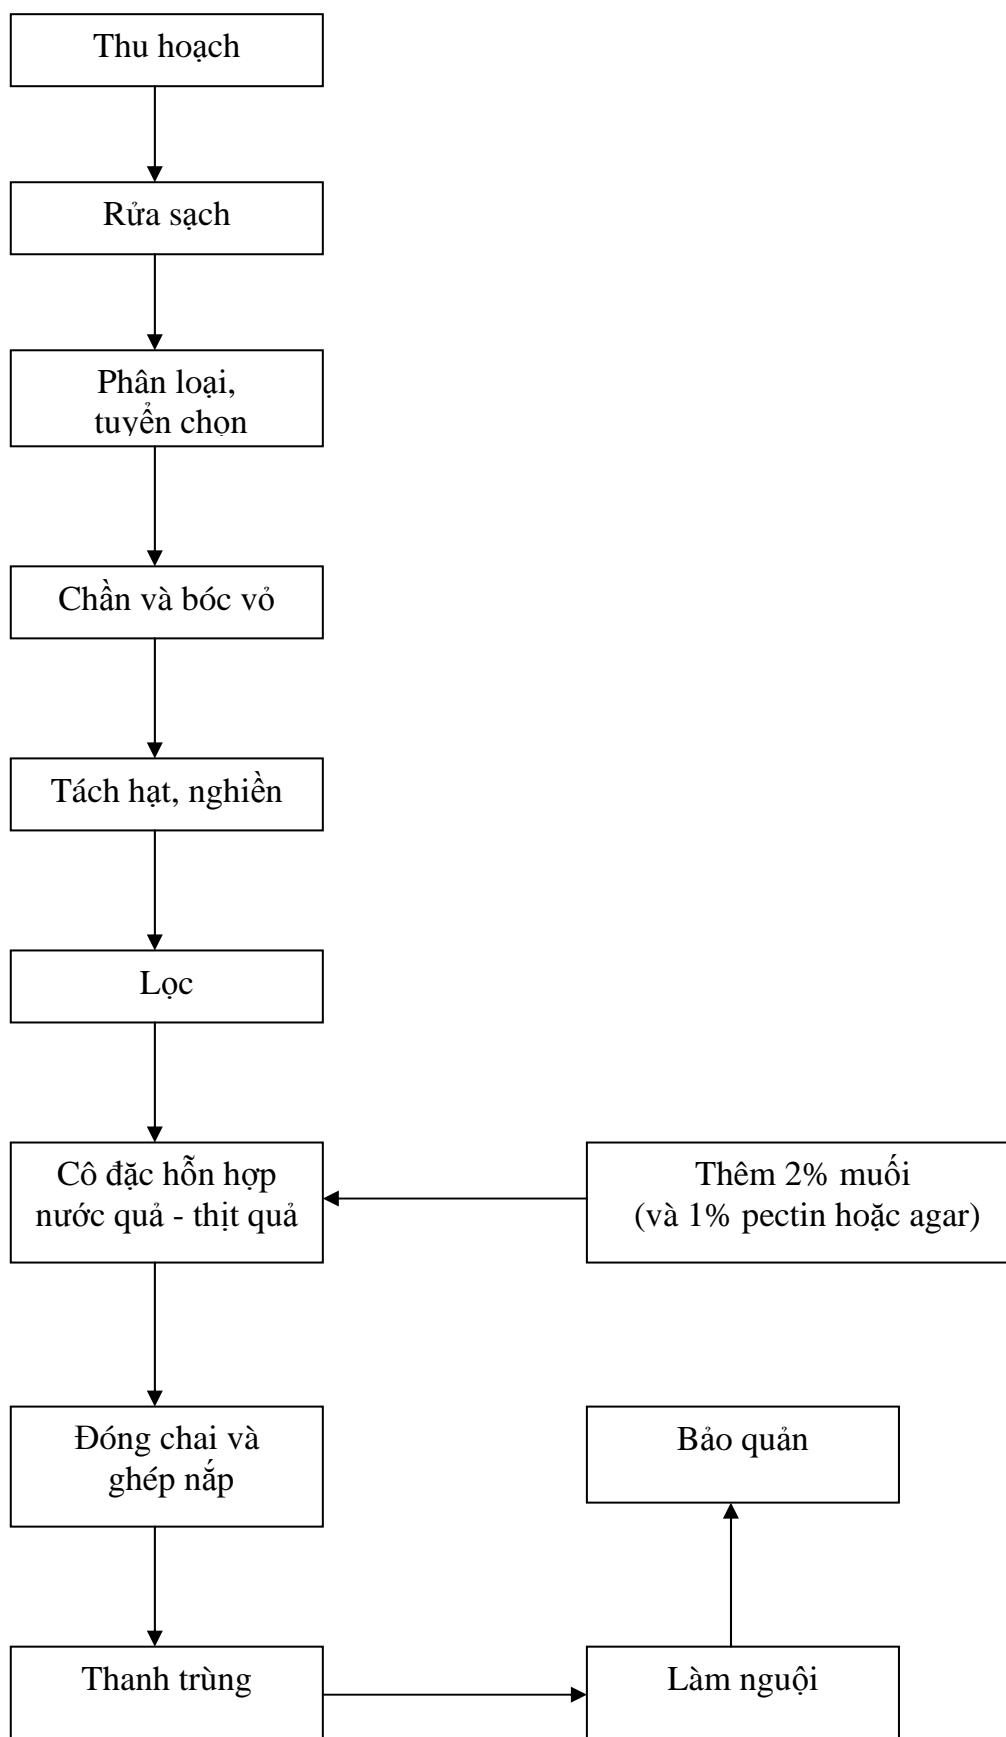 Thu hoạch
Rửa sạch
Phân loại,
tuyển chọn
Chần và bóc vỏ
Tách hạt, nghiền
Lọc
Cô đặc hỗn hợp
nước quả - thịt quả
Thêm 2% muối
(và 1% pectin hoặc agar)
Đóng chai và
ghép nắp
Bảo quản
Thanh trùng
Làm nguội